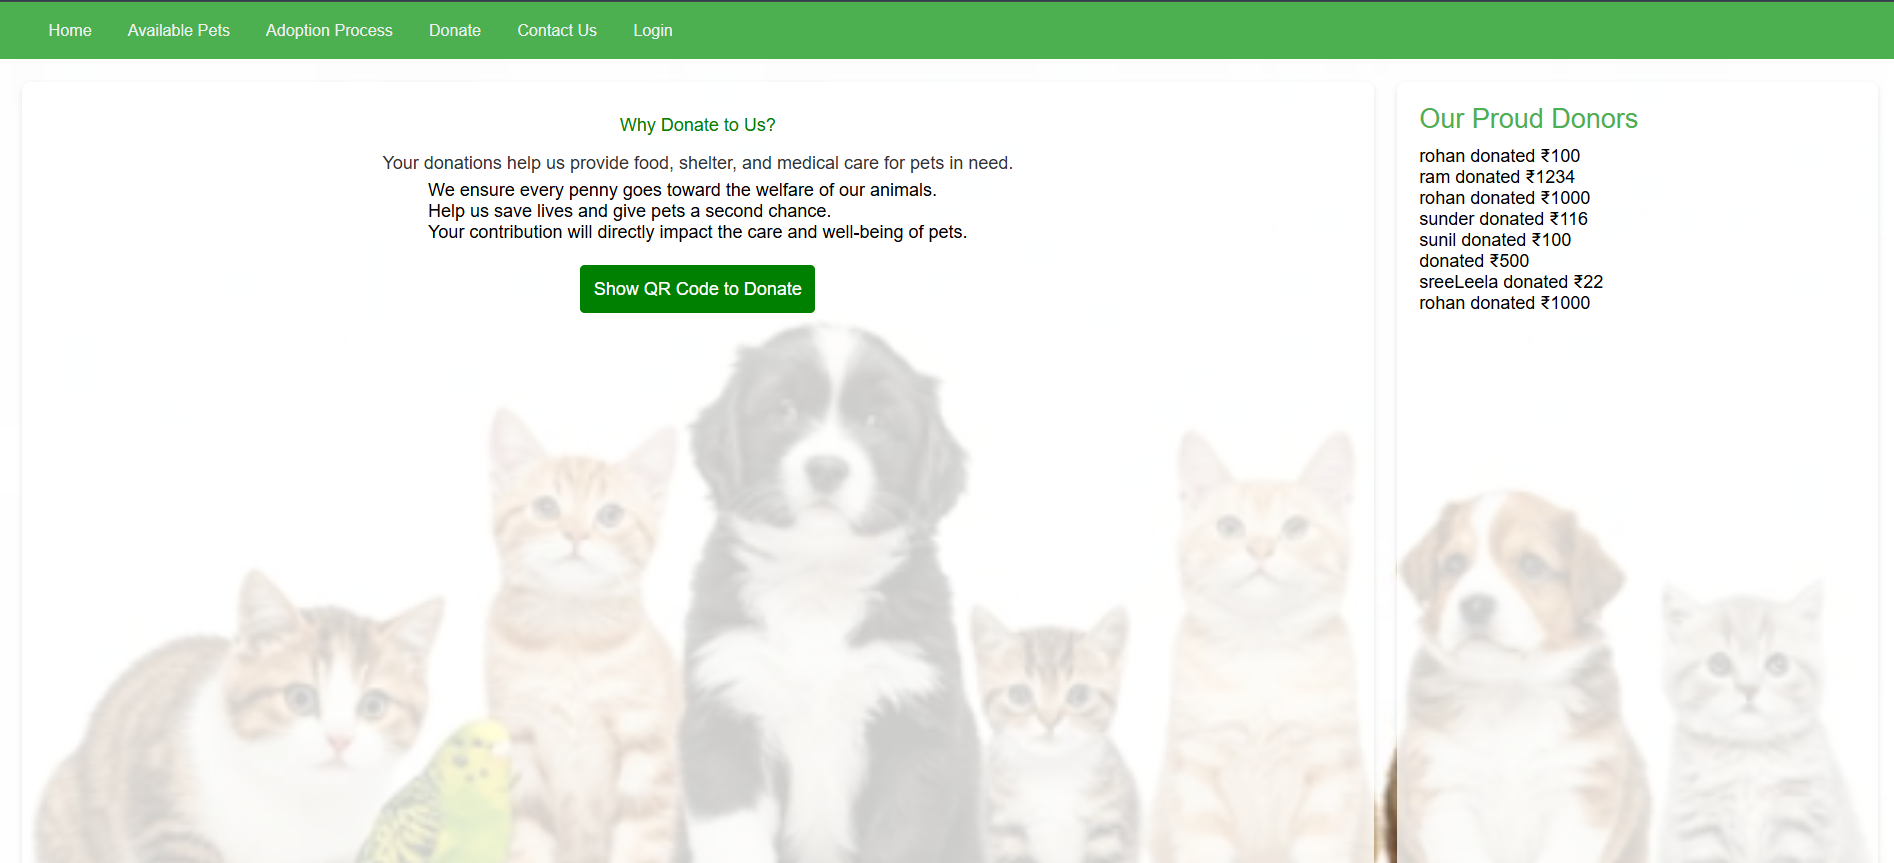 Home Available Pets Adoption Process Donate Contact Us Login
Why Donate to Us?
Your donations help us provide food, shelter, and medical care for pets in need.
We ensure every penny goes toward the welfare of our animals.
Help us save lives and give pets a second chance.
Your contribution will directly impact the care and well-being of pets.
Show QR Code to Donate
Our Proud Donors
rohan donated ₹100
ram donated ₹1234
rohan donated ₹1000
sunder donated ₹116
sunil donated ₹100
donated ₹500
sreeLeela donated ₹22
rohan donated ₹1000